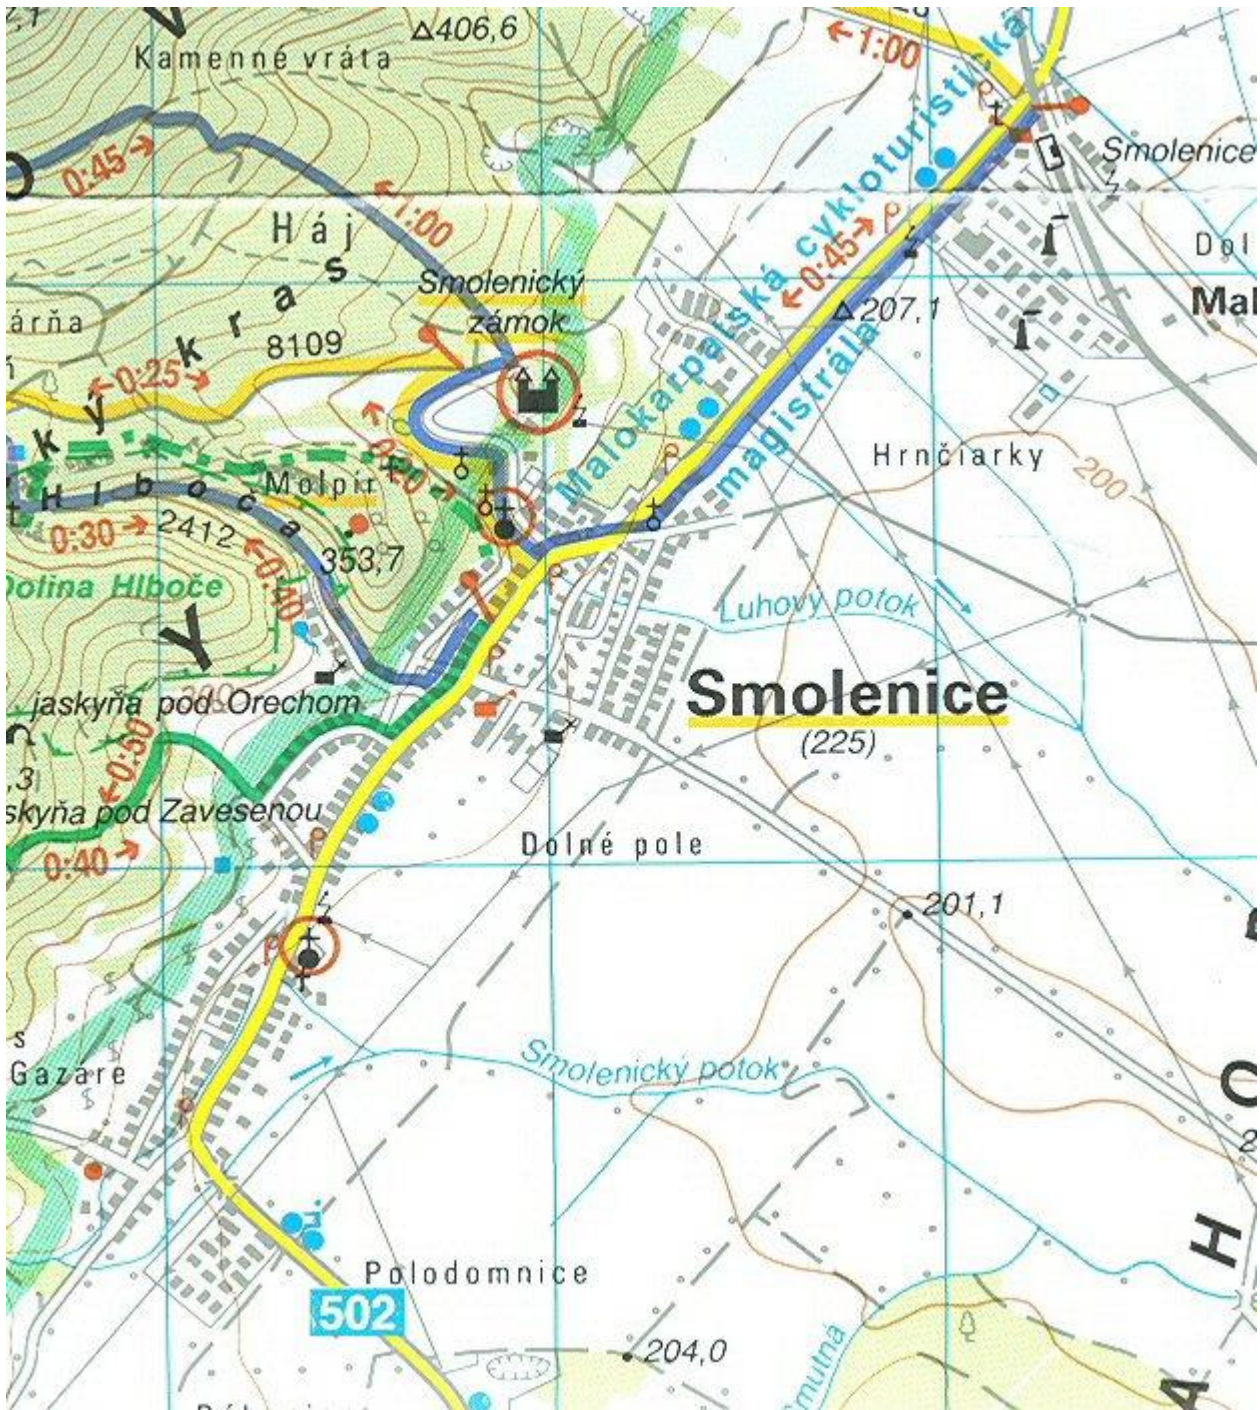 406,6
Kamenné vráta
1:00
0:45
1:00
Háj
kras
Smolenický
zámok
8109
0:25
ký
0:20
Malokarpatská cykloturistická
magistrála
0:45
207,1
Smolenice
Hrnčiarky
200
Molpír
Hlboča
353,7
2412
0:30
0:40
Dolina Hlboče
Luhový potok
Smolenice
(225)
jaskyňa pod Orechom
0:50
pod Zavesenou
0:40
Dolné pole
201,1
Gazáre
Smolenický potok
Polodomnice
502
204,0